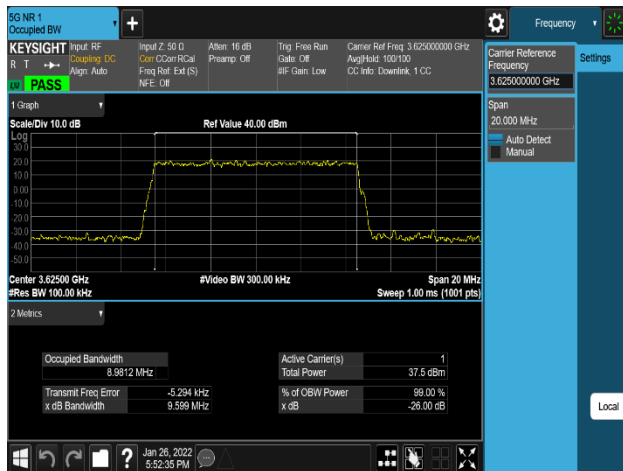 5G NR 1
Occupied BW
Frequency
KEYSIGHT
R T
PASS
Input: RF
Coupling: DC
Align: Auto
Input Z: 50 Ω
Corr CCorr RCal
Freq Ref: Ext (S)
NFE: Off
Atten: 16 dB
Preamp: Off
Trig: Free Run
Gate: Off
#IF Gain: Low
Carrier Ref Freq: 3.625000000 GHz
Avg|Hold: 100/100
CC Info: Downlink, 1 CC
Carrier Reference
Frequency
3.625000000 GHz
Settings
Span
20.000 MHz
Auto Detect
Manual
1 Graph
Scale/Div 10.0 dB
Ref Value 40.00 dBm
Log
30.0
20.0
10.0
0.00
-10.0
-20.0
-30.0
-40.0
-50.0
Center 3.62500 GHz
#Video BW 300.00 kHz
Span 20 MHz
#Res BW 100.00 kHz
Sweep 1.00 ms (1001 pts)
2 Metrics
Occupied Bandwidth
8.9812 MHz
Active Carrier(s) 1
Total Power 37.5 dBm
Transmit Freq Error -5.294 kHz
% of OBW Power 99.00 %
x dB Bandwidth 9.599 MHz
x dB -26.00 dB
Local
?
Jan 26, 2022
5:52:35 PM